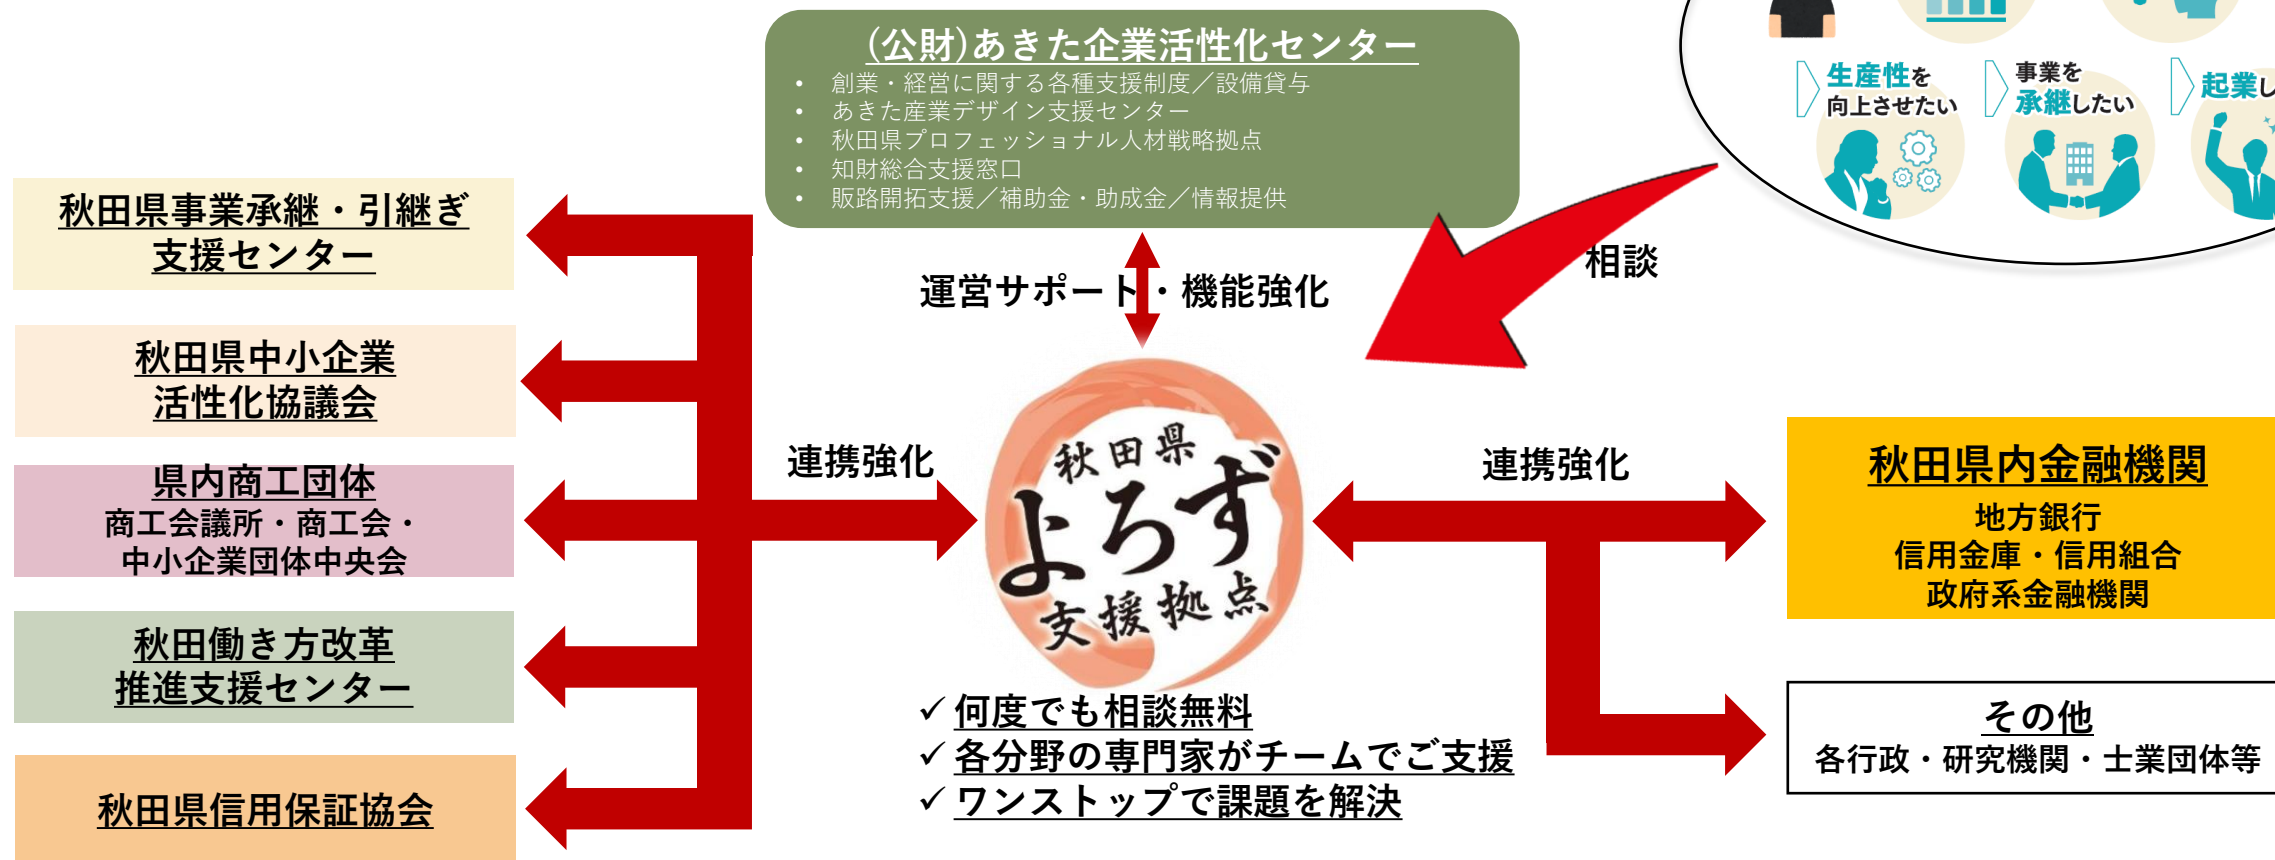 (公財)あきた企業活性化センター
• 創業・経営に関する各種支援制度／設備貸与
• あきた産業デザイン支援センター
• 秋田県プロフェッショナル人材戦略拠点
• 知財総合支援窓口
• 販路開拓支援／補助金・助成金／情報提供
生産性を
向上させたい
事業を
承継したい
起業し
相談
運営サポート・機能強化
秋田県事業承継・引継ぎ
支援センター
秋田県中小企業
活性化協議会
県内商工団体
商工会議所・商工会・
中小企業団体中央会
秋田働き方改革
推進支援センター
秋田県信用保証協会
連携強化
秋田県
よろず
支援拠点
✓ 何度でも相談無料
✓ 各分野の専門家がチームでご支援
✓ ワンストップで課題を解決
連携強化
秋田県内金融機関
地方銀行
信用金庫・信用組合
政府系金融機関
その他
各行政・研究機関・士業団体等